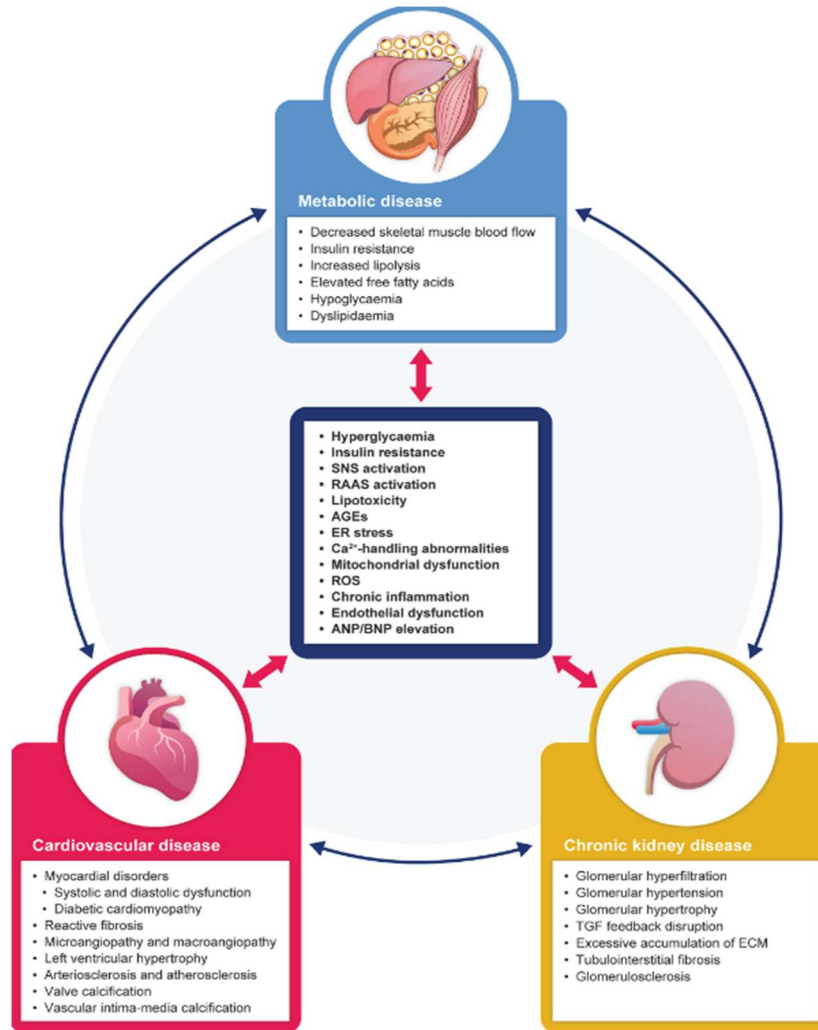 Metabolic disease
• Decreased skeletal muscle blood flow
• Insulin resistance
• Increased lipolysis
• Elevated free fatty acids
• Hypoglycaemia
• Dyslipidaemia
• Hyperglycaemia
• Insulin resistance
• SNS activation
• RAAS activation
• Lipotoxicity
• AGEs
• ER stress
• Ca²⁺-handling abnormalities
• Mitochondrial dysfunction
• ROS
• Chronic inflammation
• Endothelial dysfunction
• ANP/BNP elevation
Cardiovascular disease
• Myocardial disorders
• Systolic and diastolic dysfunction
• Diabetic cardiomyopathy
• Reactive fibrosis
• Microangiopathy and macroangiopathy
• Left ventricular hypertrophy
• Arteriosclerosis and atherosclerosis
• Valve calcification
• Vascular intima-media calcification
Chronic kidney disease
• Glomerular hyperfiltration
• Glomerular hypertension
• Glomerular hypertrophy
• TGF feedback disruption
• Excessive accumulation of ECM
• Tubulointerstitial fibrosis
• Glomerulosclerosis